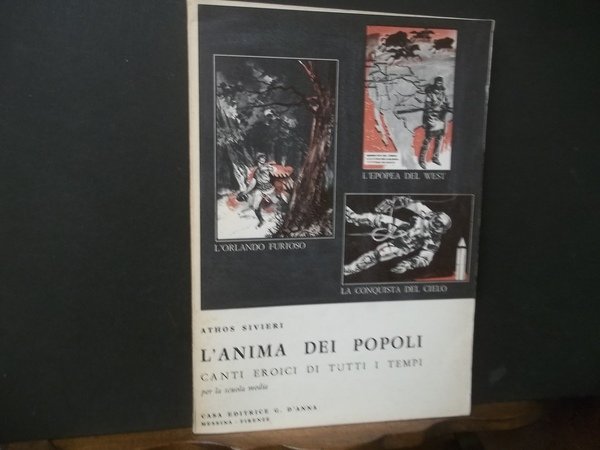 L'EPOPEA DEL WEST
L'ORLANDO FURIOSO
LA CONQUISTA DEL CIELO
ATHOS SIVIERI
L'ANIMA DEI POPOLI
CANTI EROICI DI TUTTI I TEMPI
per la scuola media
CASA EDITRICE G. D'ANNA
MESSINA - FIRENZE